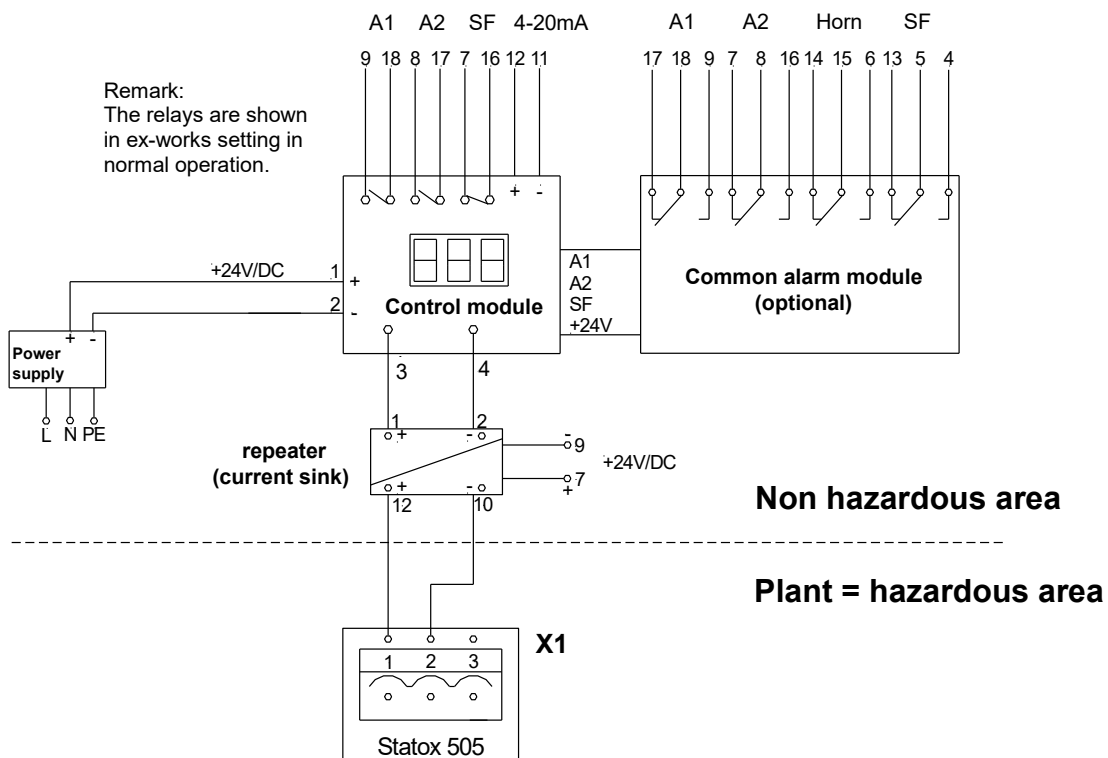 A1 A2 SF 4-20mA
9 18 8 17 7 16 12 11
A1 A2 Horn SF
17 18 9 7 8 16 14 15 6 13 5 4
Remark:
The relays are shown
in ex-works setting in
normal operation.
+ -
+24V/DC
1
+
2
-
Control module
A1
A2
SF
+24V
Common alarm module
(optional)
+ -
Power
supply
L N PE
3 4
1 2
+ -
repeater
(current sink)
+ -
12 10
-
9
+24V/DC
7
+
Non hazardous area
Plant = hazardous area
X1
1 2 3
Statox 505